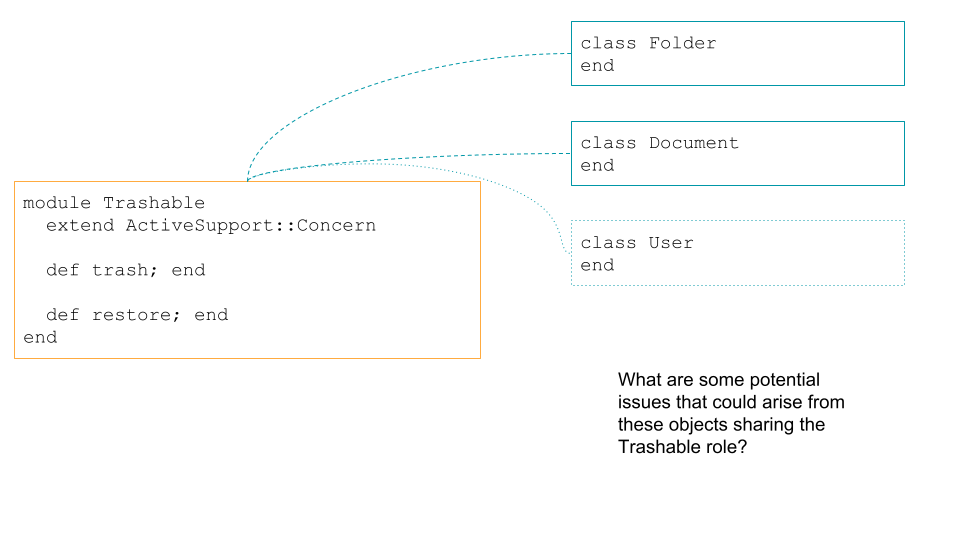 class Folder
end
class Document
end
module Trashable
  extend ActiveSupport::Concern
  def trash; end
  def restore; end
end
class User
end
What are some potential
issues that could arise from
these objects sharing the
Trashable role?